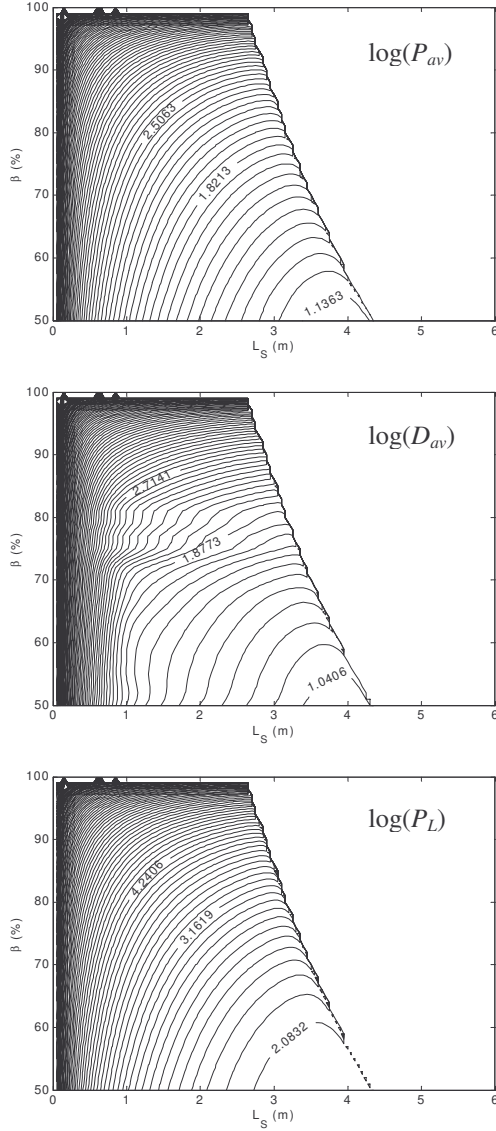 100
90
80
70
60
50
0 1 2 3 4 5 6
β (%)
L_S (m)
log(P_av)
2.5063
1.8213
1.1363
100
90
80
70
60
50
0 1 2 3 4 5 6
β (%)
L_S (m)
log(D_av)
2.7141
1.8773
1.0406
100
90
80
70
60
50
0 1 2 3 4 5 6
β (%)
L_S (m)
log(P_L)
4.2406
3.1619
2.0832